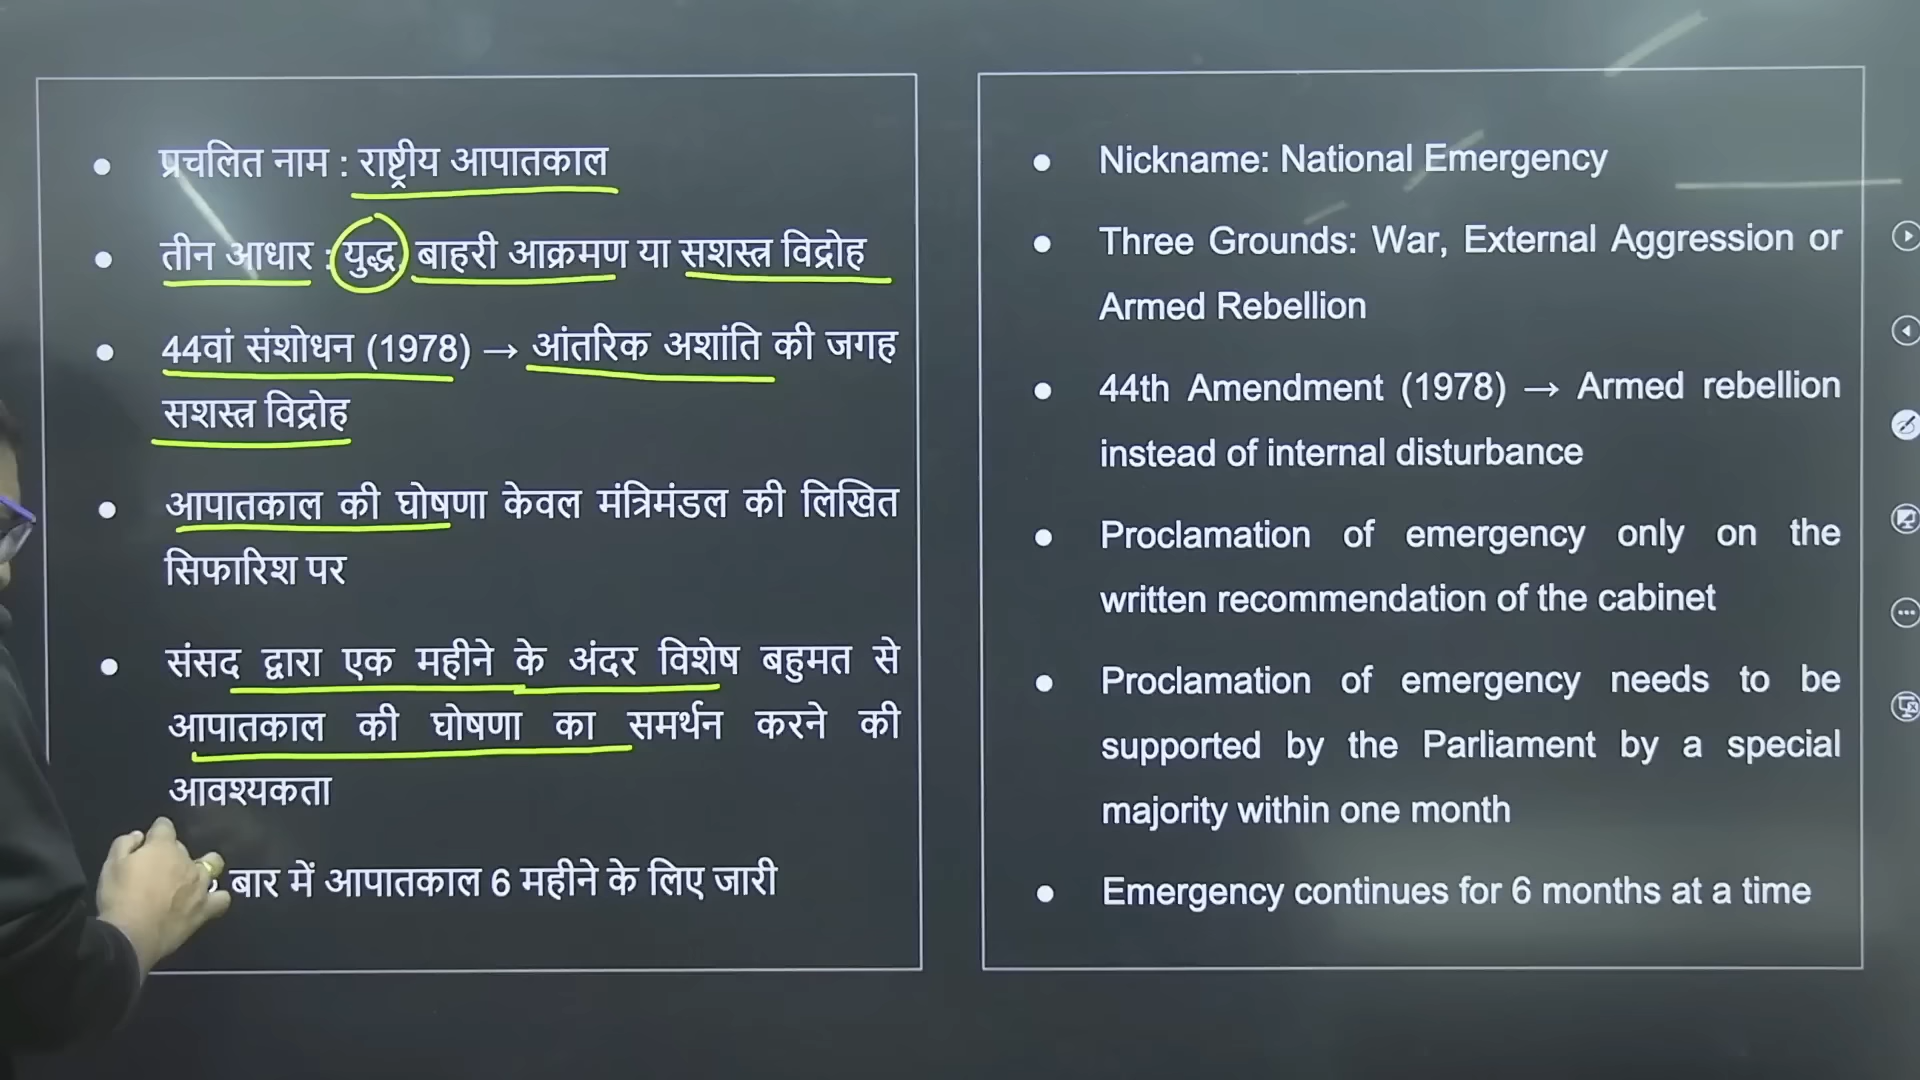 प्रचलित नाम : राष्ट्रीय आपातकाल
तीन आधार : युद्ध, बाहरी आक्रमण या सशस्त्र विद्रोह
44वां संशोधन (1978) → आंतरिक अशांति की जगह
सशस्त्र विद्रोह
आपातकाल की घोषणा केवल मंत्रिमंडल की लिखित
सिफारिश पर
संसद द्वारा एक महीने के अंदर विशेष बहुमत से
आपातकाल की घोषणा का समर्थन करने की
आवश्यकता
बार में आपातकाल 6 महीने के लिए जारी
Nickname: National Emergency
Three Grounds: War, External Aggression or
Armed Rebellion
44th Amendment (1978) → Armed rebellion
instead of internal disturbance
Proclamation of emergency only on the
written recommendation of the cabinet
Proclamation of emergency needs to be
supported by the Parliament by a special
majority within one month
Emergency continues for 6 months at a time